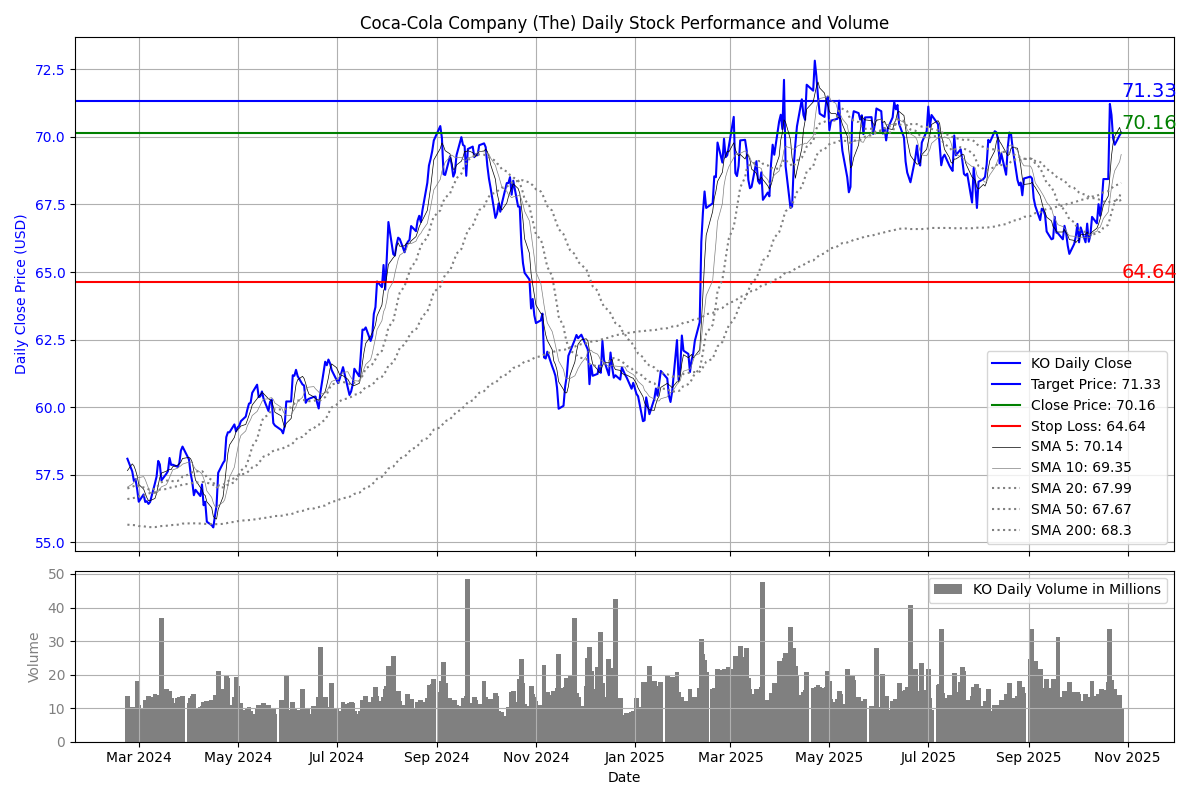 Coca-Cola Company (The) Daily Stock Performance and Volume
Daily Close Price (USD)
72.5
70.0
67.5
65.0
62.5
60.0
57.5
55.0
71.33
70.16
64.64
KO Daily Close
Target Price: 71.33
Close Price: 70.16
Stop Loss: 64.64
SMA 5: 70.14
SMA 10: 69.35
SMA 20: 67.99
SMA 50: 67.67
SMA 200: 68.3
Volume
50
40
30
20
10
0
KO Daily Volume in Millions
Mar 2024 May 2024 Jul 2024 Sep 2024 Nov 2024 Jan 2025 Mar 2025 May 2025 Jul 2025 Sep 2025 Nov 2025
Date